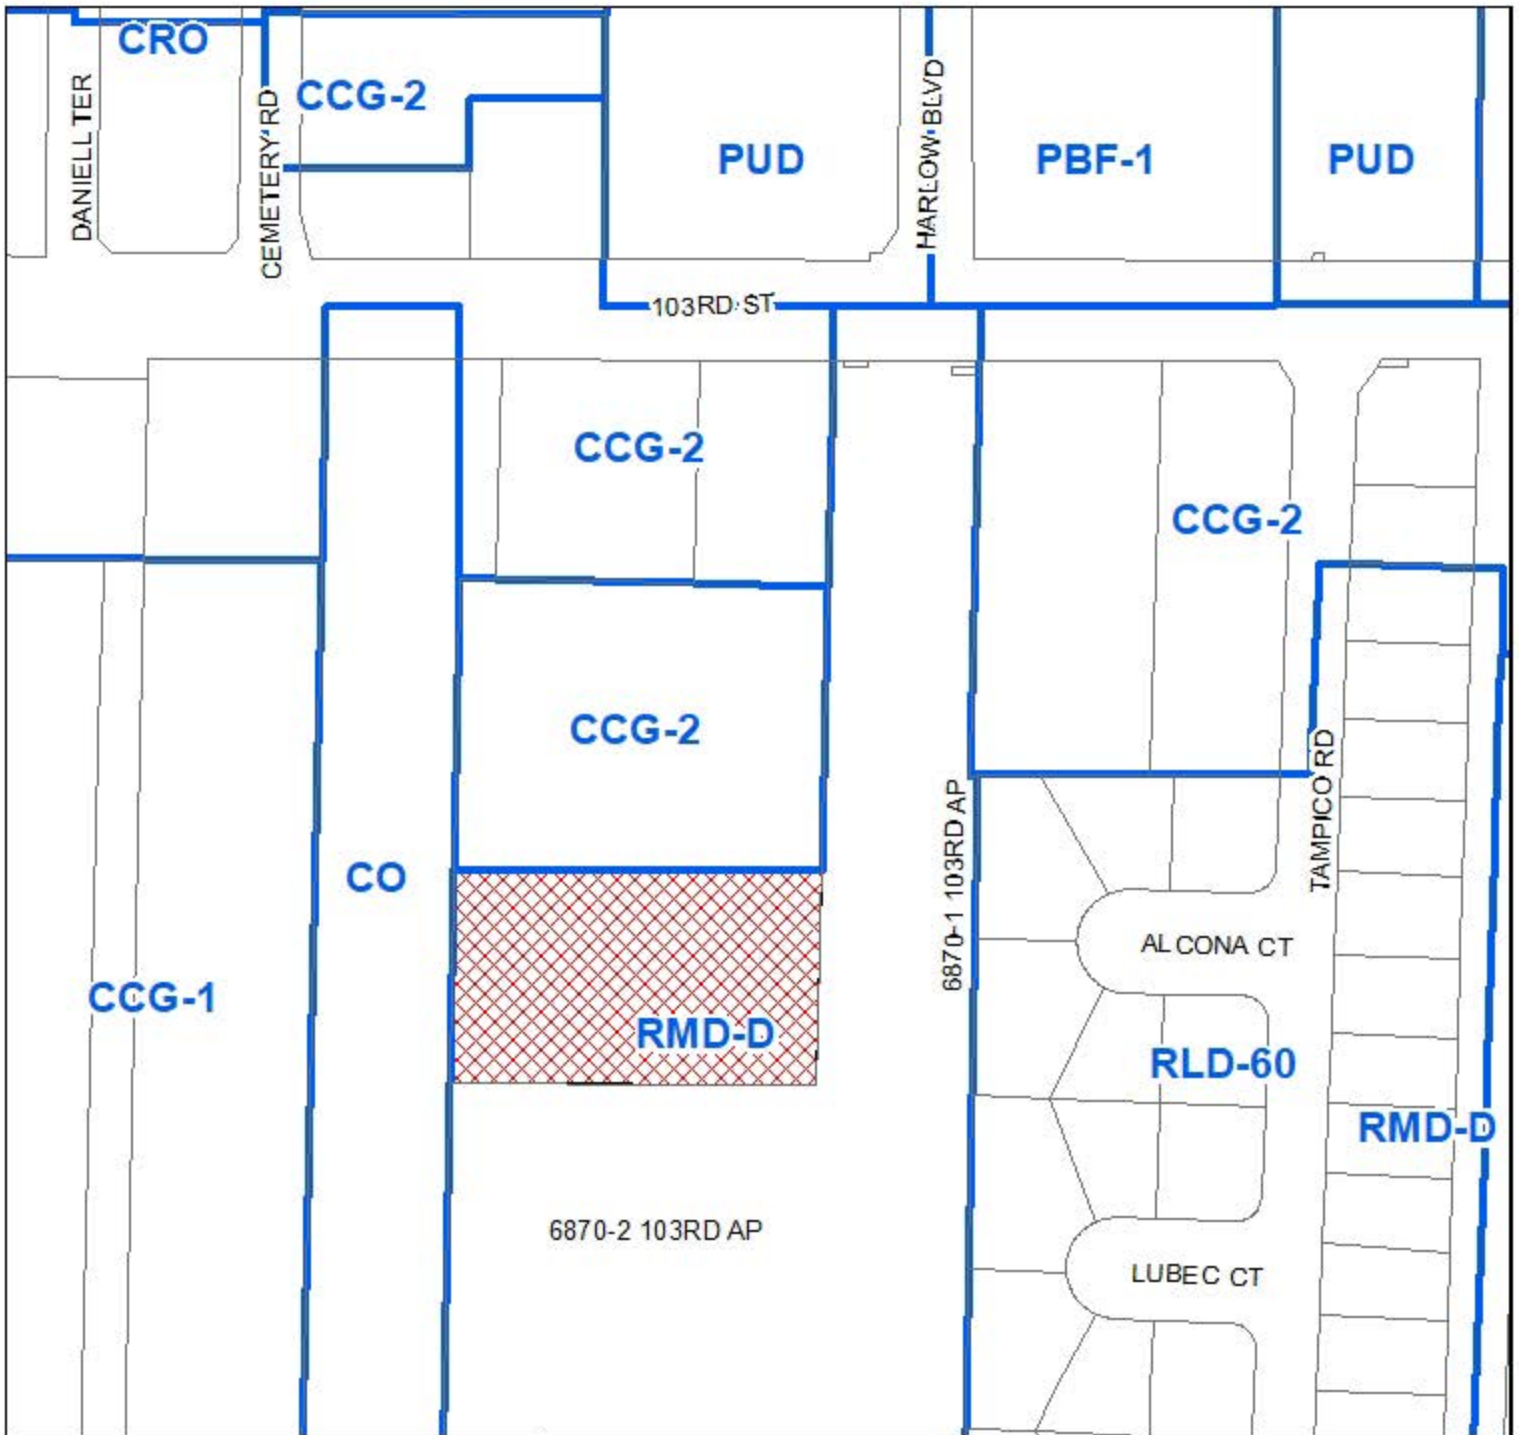 CRO
CCG-2
DANIELL TER
CEMETERY RD
PUD
HARLOW BLVD
PBF-1
PUD
103RD ST
CCG-2
CCG-2
CCG-2
TAMPICO RD
6870-1 103RD AP
CO
ALCONA CT
CCG-1
RMD-D
RLD-60
RMD-D
6870-2 103RD AP
LUBEC CT